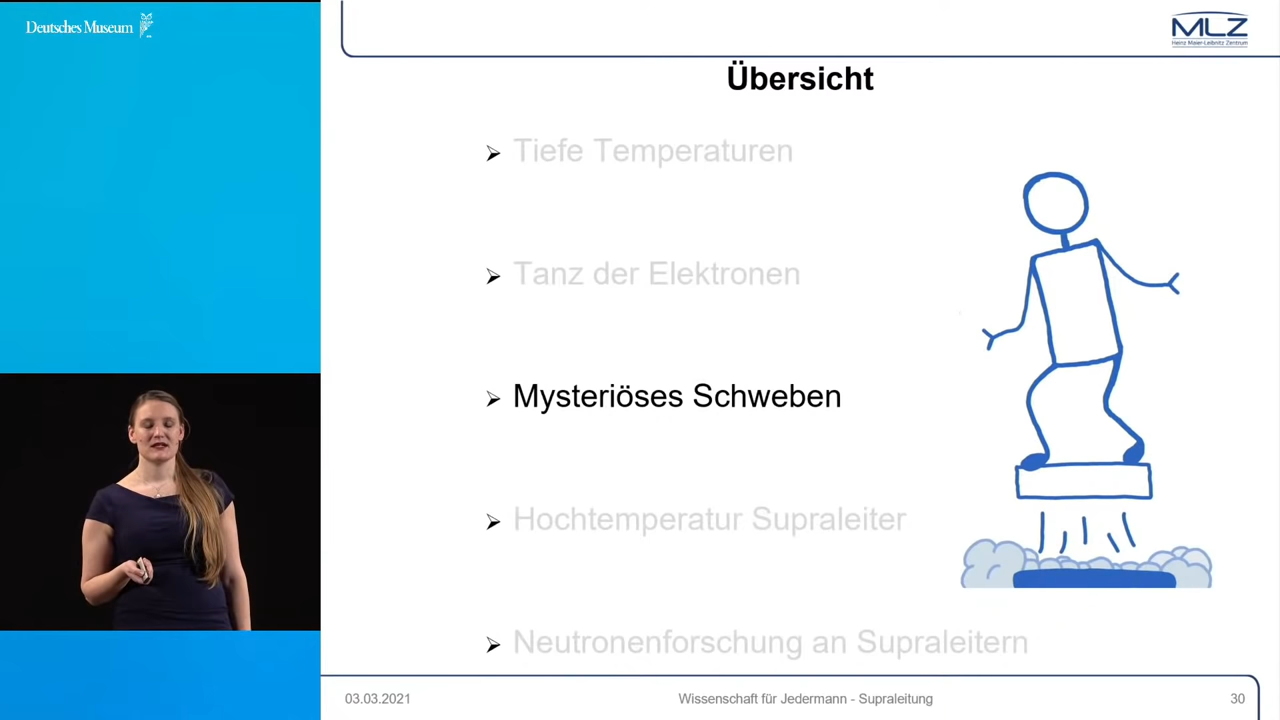 Deutsches Museum
MLZ
Heinz Maier-Leibnitz Zentrum
Übersicht
Tiefe Temperaturen
Tanz der Elektronen
Mysteriöses Schweben
Hochtemperatur Supraleiter
Neutronenforschung an Supraleitern
03.03.2021
Wissenschaft für Jedermann - Supraleitung
30